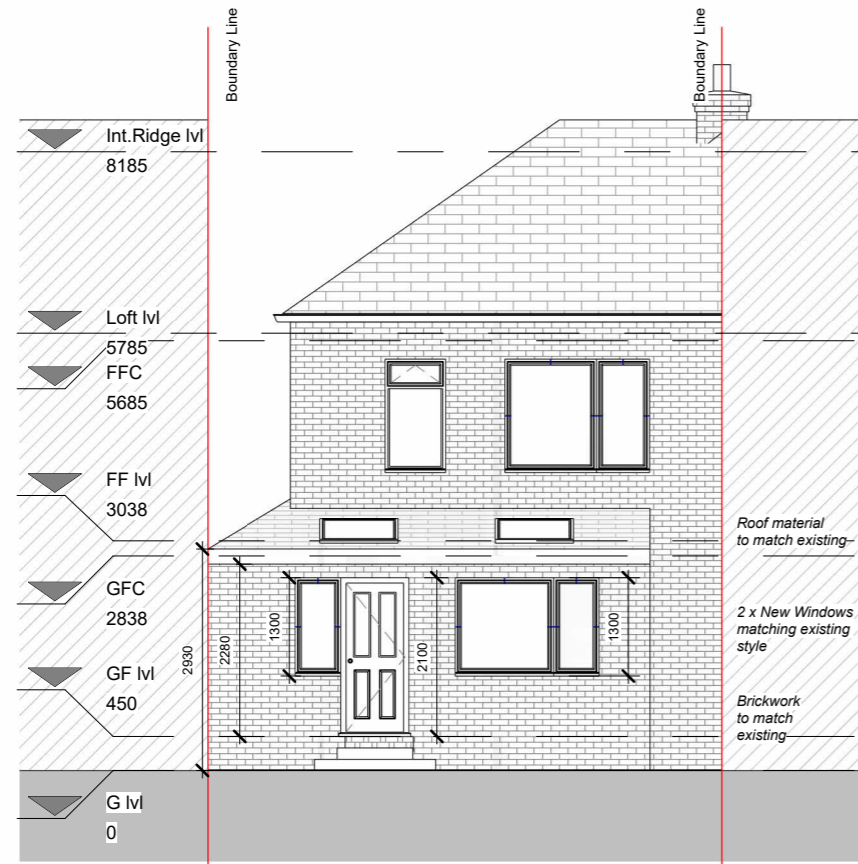 Boundary Line
Boundary Line
Int.Ridge lvl
8185
Loft lvl
5785
FFC
5685
FF lvl
3038
Roof material
to match existing
GFC
2838
2 x New Windows
matching existing
style
GF lvl
450
Brickwork
to match
existing
2930
2280
1300
2100
1300
G lvl
0